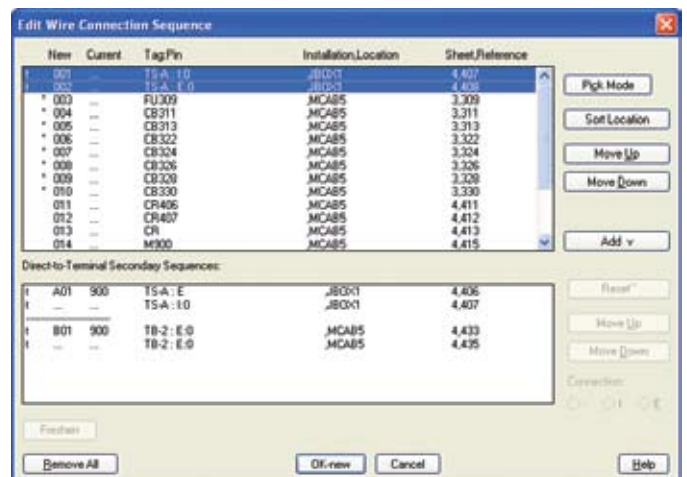 Edit Wire Connection Sequence
New Current Tag:Pin Installation,Location Sheet,Reference
t 001 ... TS-A : I:0 ,JBOX1 4,407
t 002 ... TS-A : E:0 ,JBOX1 4,408
* 003 ... FU309 ,MCAB5 3,309
* 004 ... CB311 ,MCAB5 3,311
* 005 ... CB313 ,MCAB5 3,313
* 006 ... CB322 ,MCAB5 3,322
* 007 ... CB324 ,MCAB5 3,324
* 008 ... CB326 ,MCAB5 3,326
* 009 ... CB328 ,MCAB5 3,328
* 010 ... CB330 ,MCAB5 3,330
011 ... CR406 ,MCAB5 4,411
012 ... CR407 ,MCAB5 4,412
013 ... CR ,MCAB5 4,413
014 ... M900 ,MCAB5 4,415
Pick Mode
Sort Location
Move Up
Move Down
Add v
Direct-to-Terminal Secondary Sequences:
t A01 900 TS-A : E ,JBOX1 4,406
t ... ... TS-A : I:0 ,JBOX1 4,407
t B01 900 TB-2 : E:0 ,MCAB5 4,433
t ... ... TB-2 : E:0 ,MCAB5 4,435
Move Up
Move Down
Connection:
I E
Remove All
OK-new
Cancel
Help